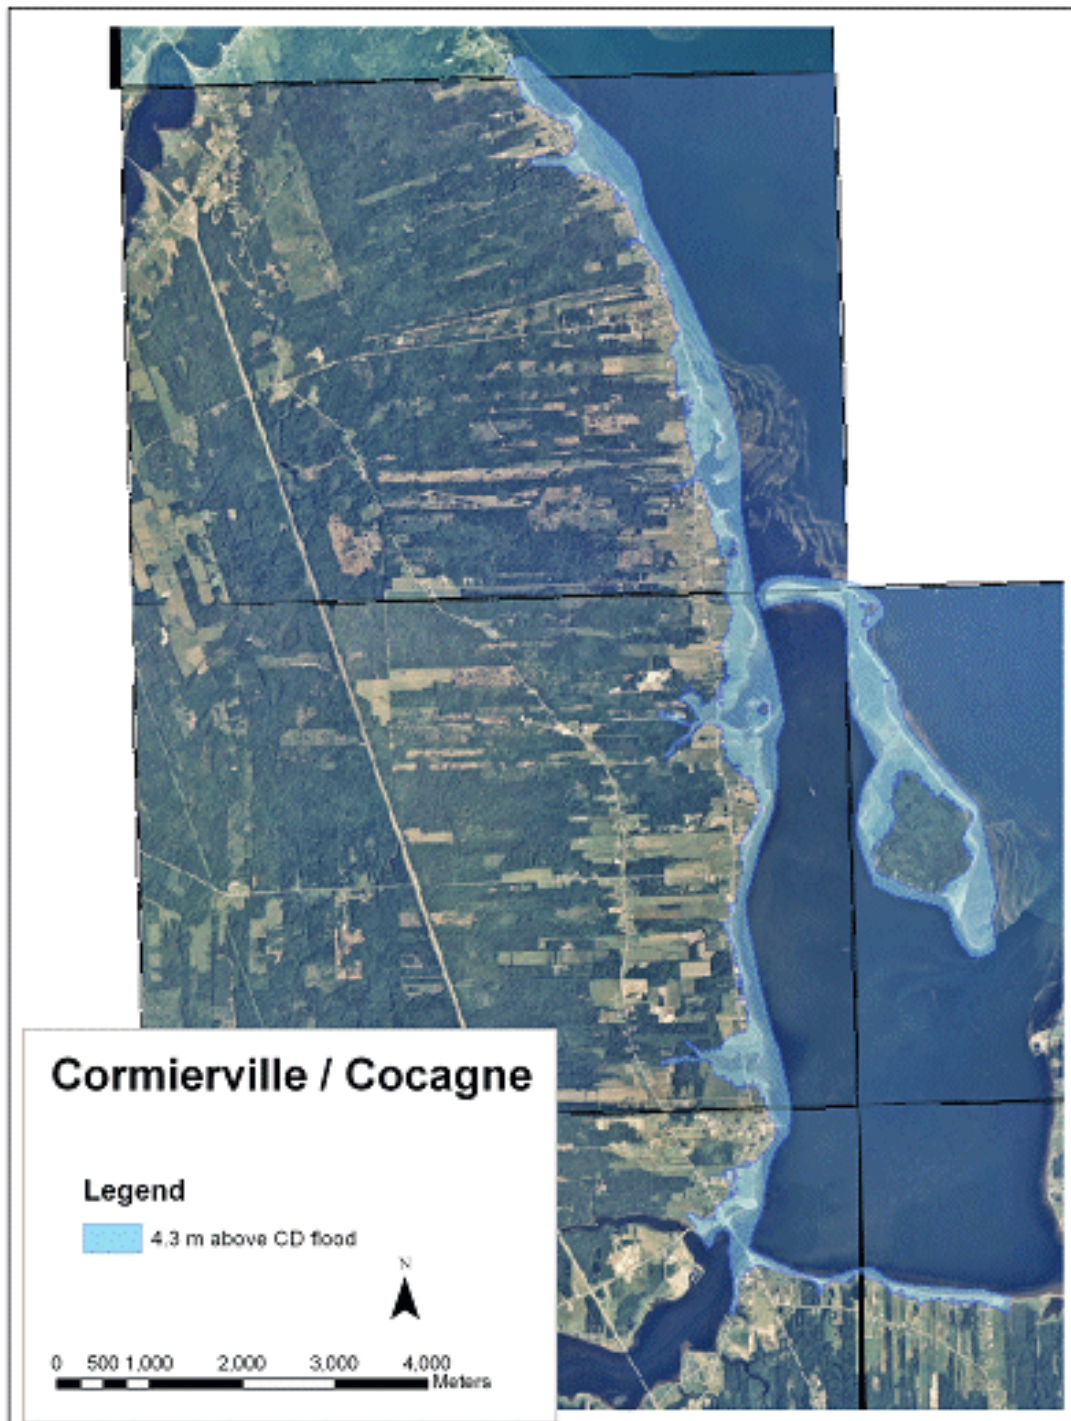 Cormierville / Cocagne
Legend
4.3 m above CD flood
N
0 500 1,000 2,000 3,000 4,000
Meters